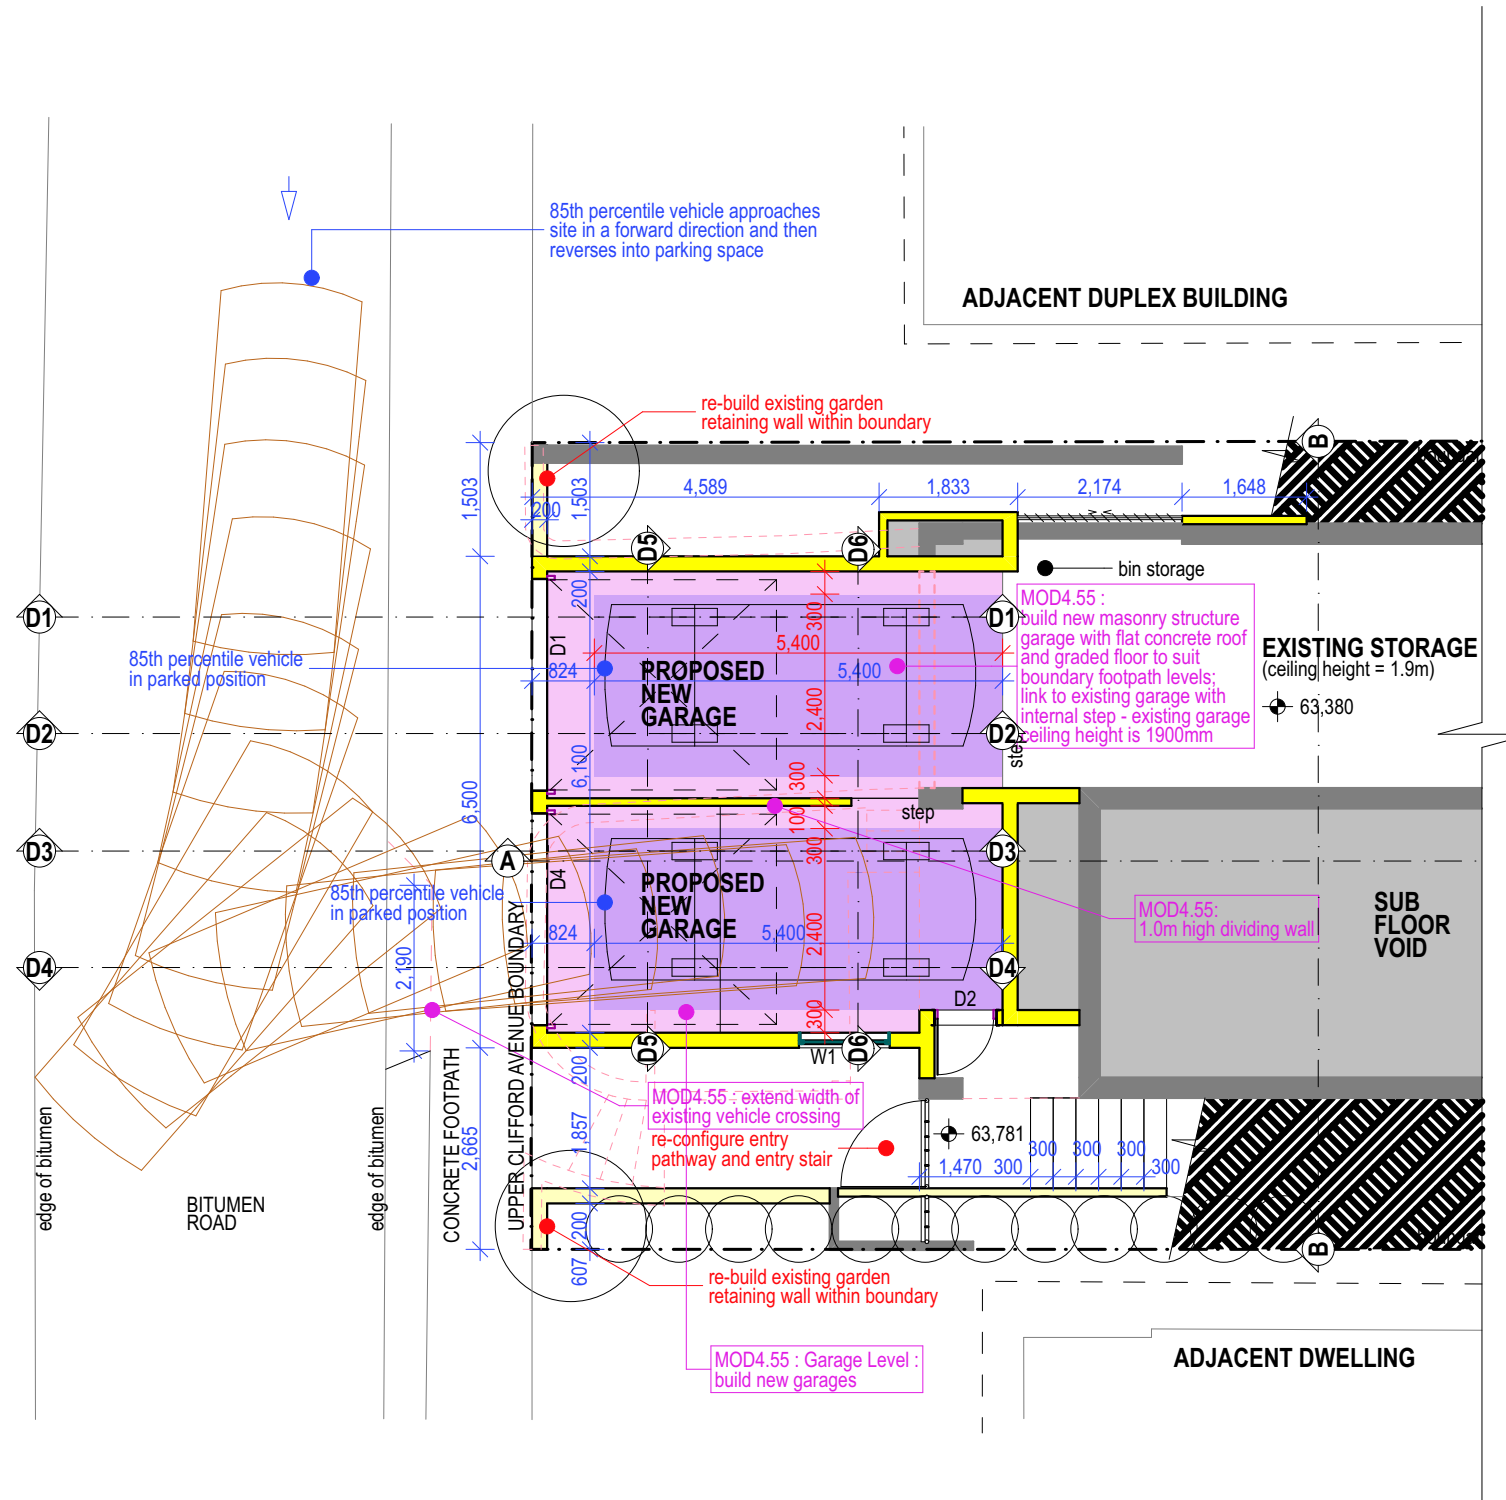 85th percentile vehicle approaches
site in a forward direction and then
reverses into parking space
ADJACENT DUPLEX BUILDING
re-build existing garden
retaining wall within boundary
B
1,503
1,503
200
4,589
1,833
2,174
1,648
D5
D6
bin storage
MOD4.55 :
build new masonry structure
garage with flat concrete roof
and graded floor to suit
boundary footpath levels;
link to existing garage with
internal step - existing garage
ceiling height is 1900mm
EXISTING STORAGE
(ceiling height = 1.9m)
63,380
D1
D1
D1
200
300
5,400
85th percentile vehicle
in parked position
824
PROPOSED
NEW
GARAGE
5,400
2,400
D2
D2
6,500
6,100
300
step
100
300
D3
D3
A
D4
85th percentile vehicle
in parked position
PROPOSED
NEW
GARAGE
824
5,400
2,400
MOD4.55:
1.0m high dividing wall
SUB
FLOOR
VOID
D4
D4
2,190
D2
300
D5
W1
D6
200
MOD4.55 : extend width of
existing vehicle crossing
re-configure entry
pathway and entry stair
63,781
1,470
300
300
300
300
300
2,665
1,857
200
607
edge of bitumen
BITUMEN
ROAD
edge of bitumen
CONCRETE FOOTPATH
UPPER CLIFFORD AVENUE BOUNDARY
B
re-build existing garden
retaining wall within boundary
MOD4.55 : Garage Level :
build new garages
ADJACENT DWELLING